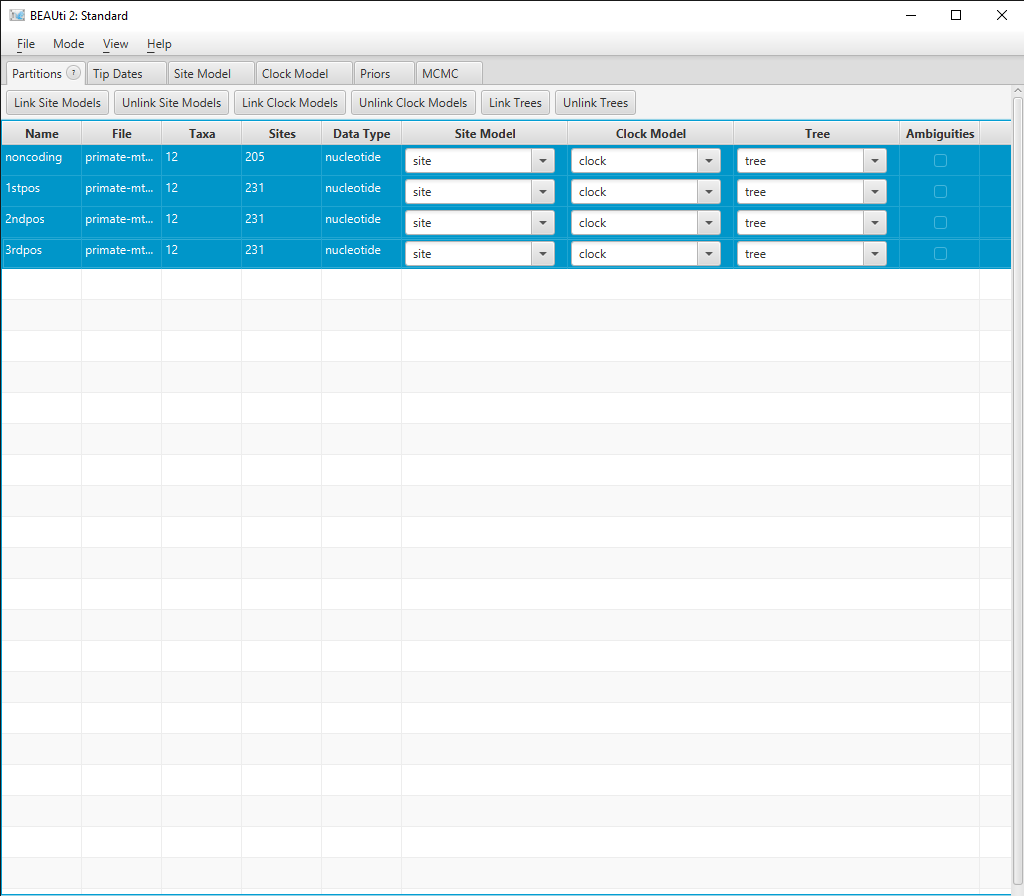 BEAUti 2: Standard
File Mode View Help
Partitions ? Tip Dates Site Model Clock Model Priors MCMC
Link Site Models Unlink Site Models Link Clock Models Unlink Clock Models Link Trees Unlink Trees
Name File Taxa Sites Data Type Site Model Clock Model Tree Ambiguities
noncoding primate-mt... 12 205 nucleotide site clock tree
1stpos primate-mt... 12 231 nucleotide site clock tree
2ndpos primate-mt... 12 231 nucleotide site clock tree
3rdpos primate-mt... 12 231 nucleotide site clock tree